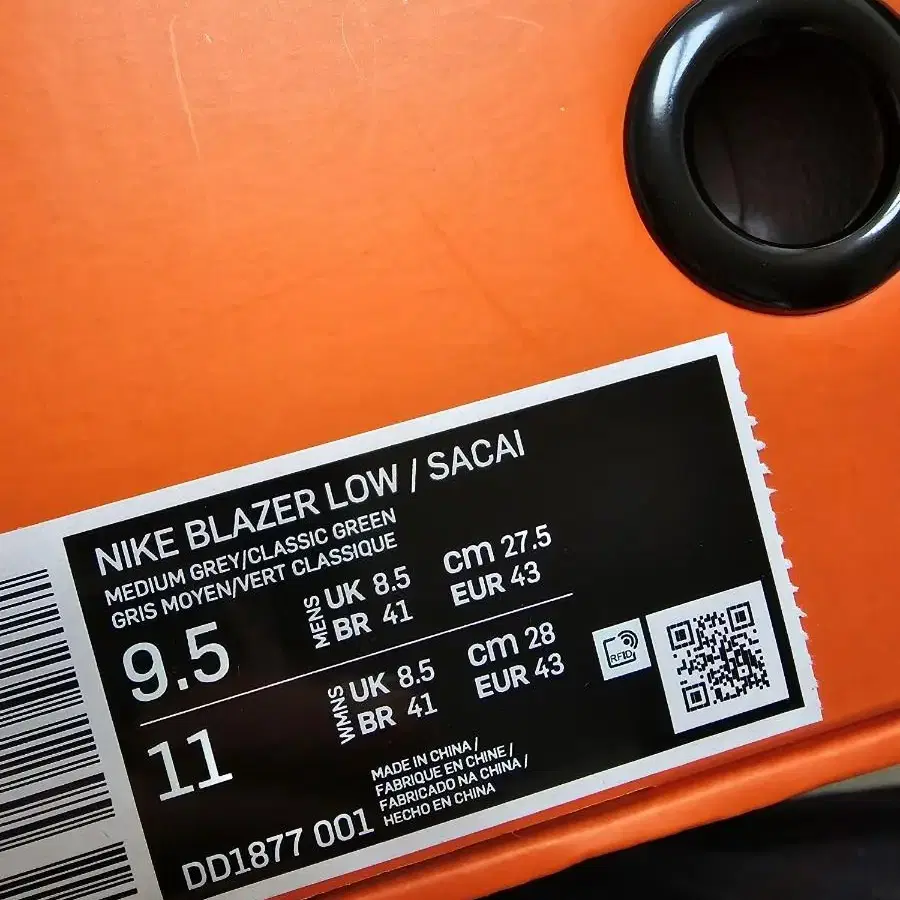 NIKE BLAZER LOW / SACAI
MEDIUM GREY/CLASSIC GREEN
GRIS MOYEN/VERT CLASSIQUE
9.5
MENS
UK 8.5
BR 41
cm 27.5
EUR 43
11
WMNS
UK 8.5
BR 41
cm 28
EUR 43
RFID
DD1877 001
MADE IN CHINA /
FABRIQUE EN CHINE /
FABRICADO NA CHINA /
HECHO EN CHINA